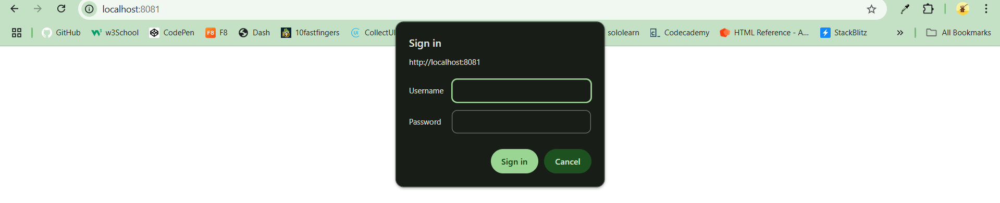 localhost:8081
GitHub w3School CodePen F8 F8 Dash 10fastfingers UI CollectUI sololearn Codecademy HTML Reference - A... StackBlitz All Bookmarks
Sign in
http://localhost:8081
Username
Password
Sign in Cancel